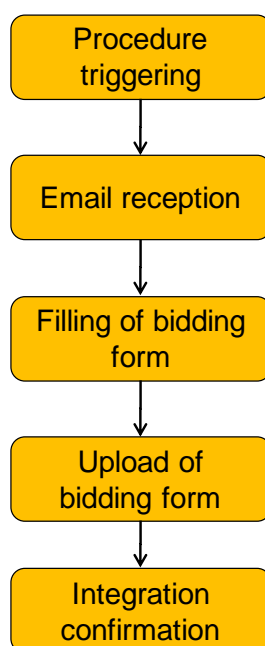 Procedure
triggering
Email reception
Filling of bidding
form
Upload of
bidding form
Integration
confirmation